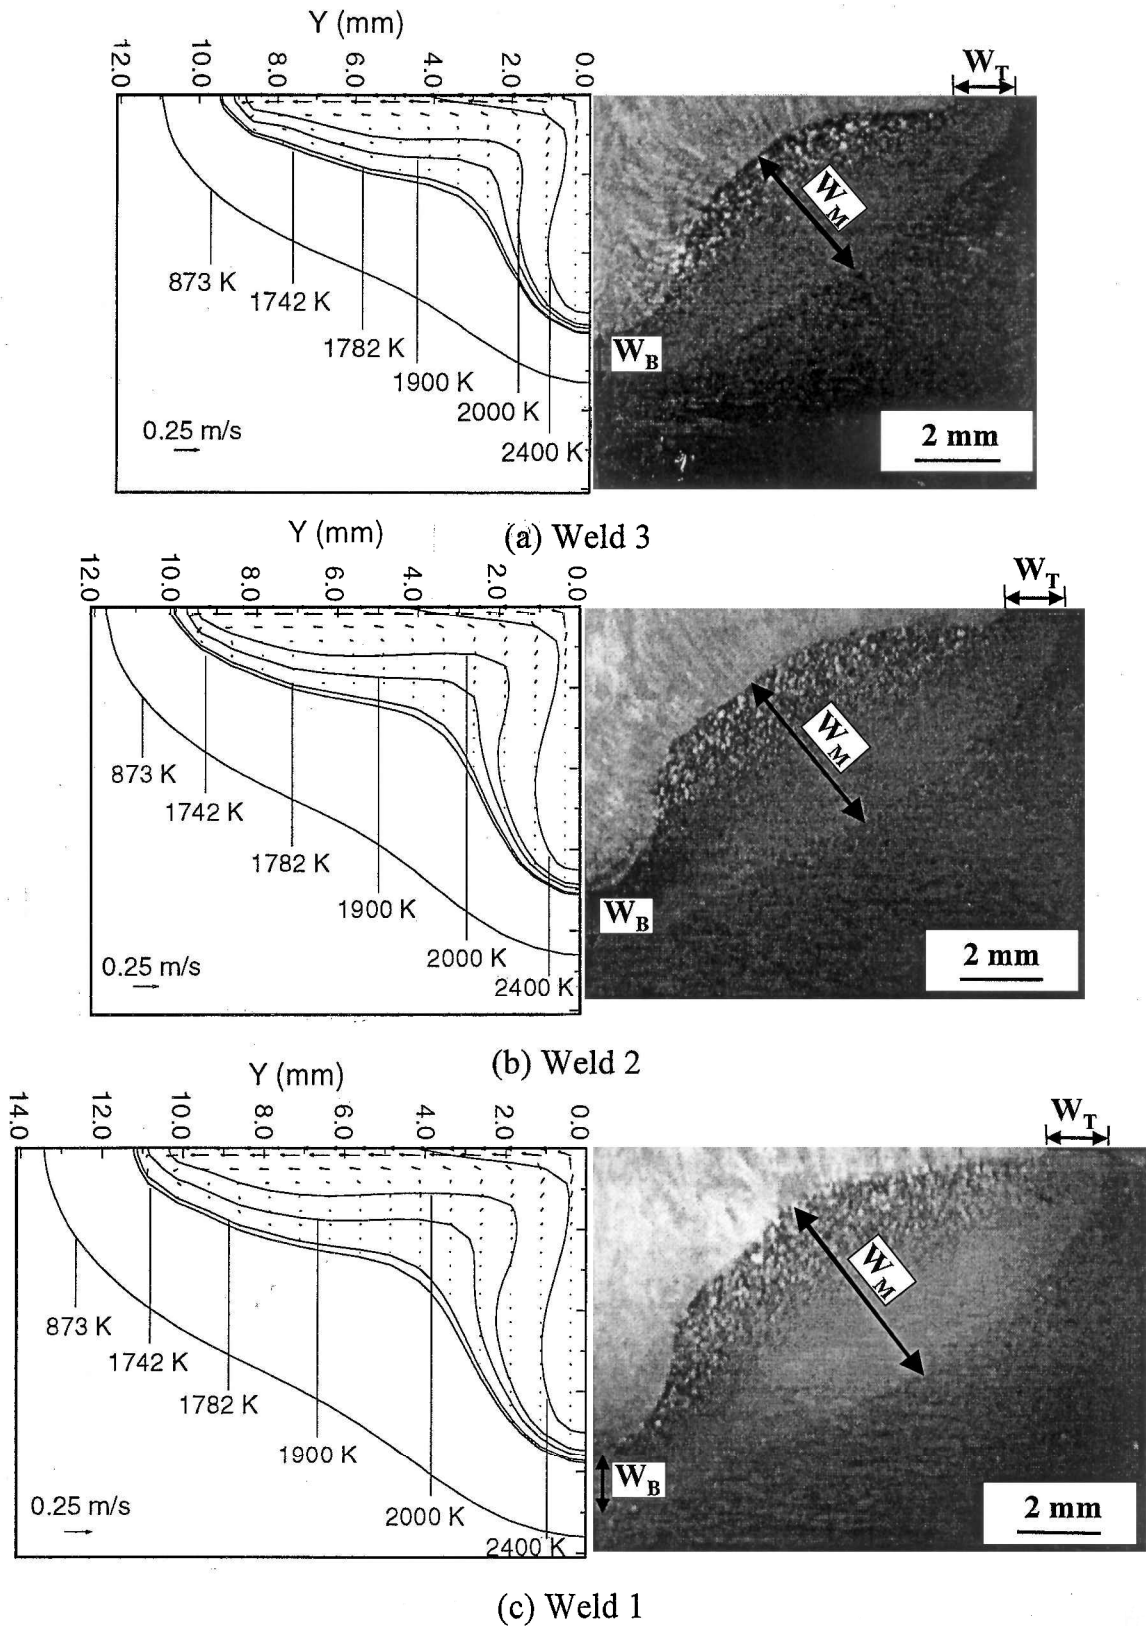 Y (mm)
12.0 10.0 8.0 6.0 4.0 2.0 0.0
W_T
W_M
873 K
1742 K
1782 K
1900 K
2000 K
2400 K
0.25 m/s
W_B
2 mm
(a) Weld 3
Y (mm)
12.0 10.0 8.0 6.0 4.0 2.0 0.0
W_T
W_M
873 K
1742 K
1782 K
1900 K
2000 K
2400 K
0.25 m/s
W_B
2 mm
(b) Weld 2
Y (mm)
14.0 12.0 10.0 8.0 6.0 4.0 2.0 0.0
W_T
W_M
873 K
1742 K
1782 K
1900 K
2000 K
2400 K
0.25 m/s
W_B
2 mm
(c) Weld 1